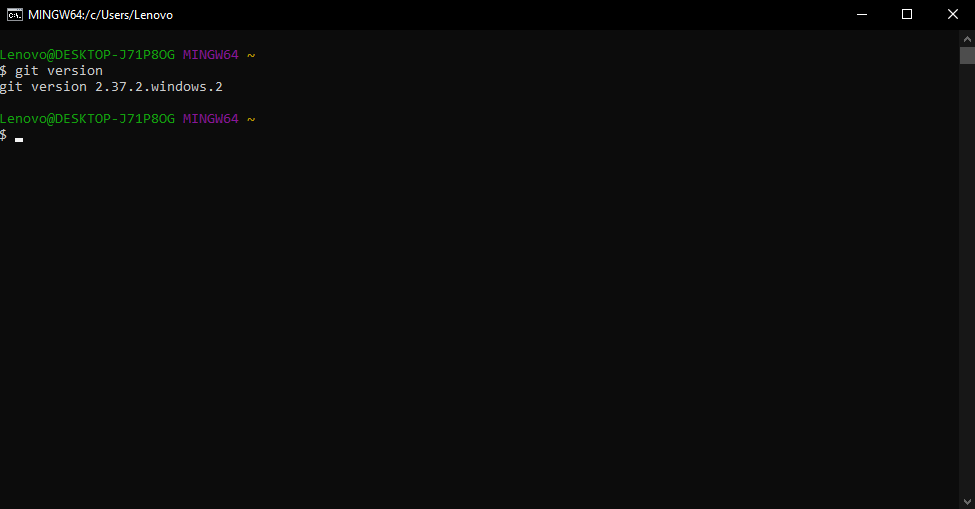 MINGW64:/c/Users/Lenovo
Lenovo@DESKTOP-J71P8OG MINGW64 ~
$ git version
git version 2.37.2.windows.2
Lenovo@DESKTOP-J71P8OG MINGW64 ~
$